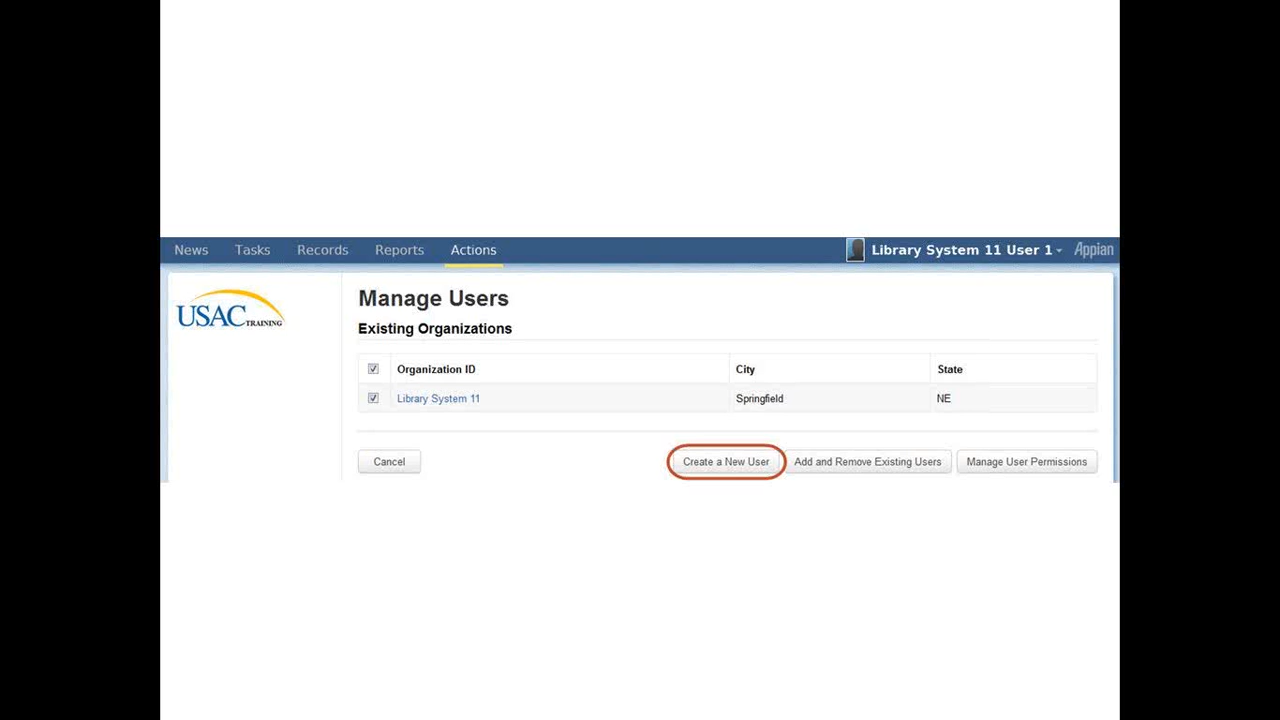 News Tasks Records Reports Actions Library System 11 User 1 Appian
USAC TRAINING
Manage Users
Existing Organizations
Organization ID City State
Library System 11 Springfield NE
Cancel Create a New User Add and Remove Existing Users Manage User Permissions